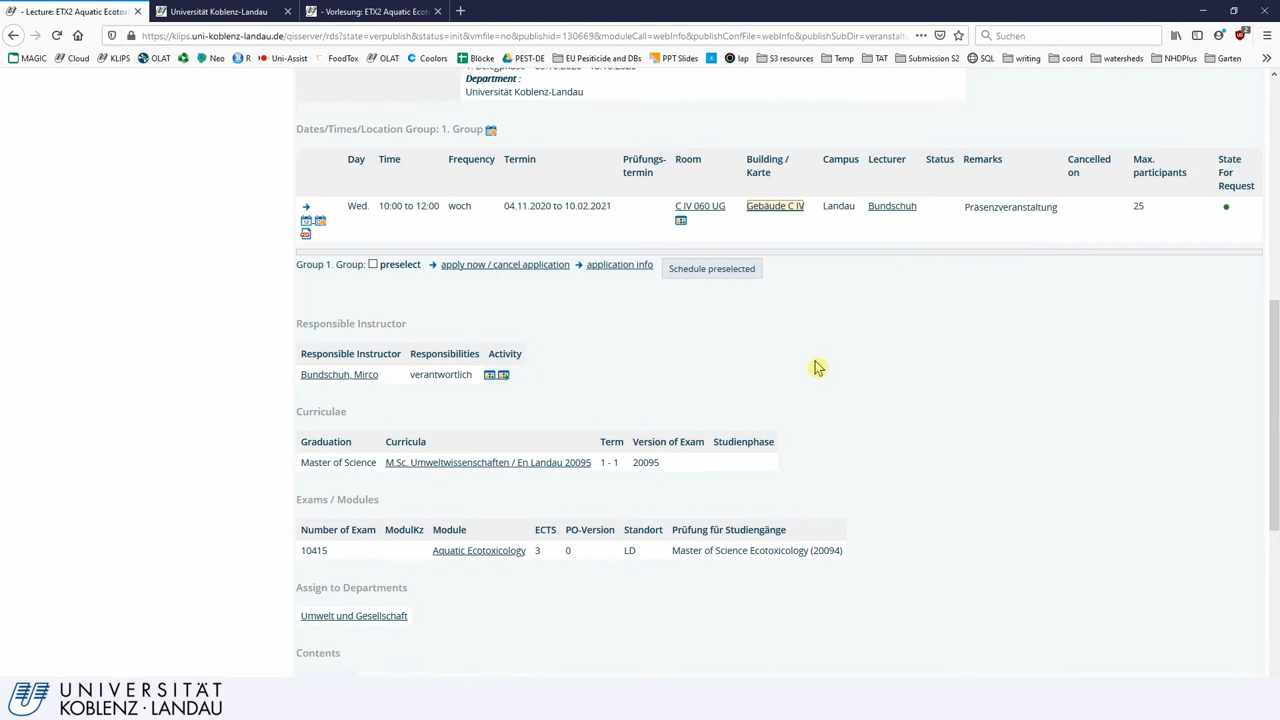 - Lecture: ETX2 Aquatic Ecotox
Universität Koblenz-Landau
- Vorlesung: ETX2 Aquatic Ecoto
https://klips.uni-koblenz-landau.de/qisserver/rds?state=verpublish&status=init&vmfile=no&publishid=130669&moduleCall=webInfo&publishConfFile=webInfo&publishSubDir=veranstalt
Suchen
MAGIC Cloud KLIPS OLAT Neo R Uni-Assist FoodTox OLAT Coolors Blöcke PEST-DE EU Pesticide and DBs PPT Slides lap S3 resources Temp TAT Submission S2 SQL writing coord watersheds NHDPlus Garten
Department :
Universität Koblenz-Landau
Dates/Times/Location Group: 1. Group
Day Time Frequency Termin Prüfungs-termin Room Building / Karte Campus Lecturer Status Remarks Cancelled on Max. participants State For Request
Wed. 10:00 to 12:00 woch 04.11.2020 to 10.02.2021 C IV 060 UG Gebäude C IV Landau Bundschuh Präsenzveranstaltung 25
Group 1. Group: preselect apply now / cancel application application info Schedule preselected
Responsible Instructor
Responsible Instructor Responsibilities Activity
Bundschuh, Mirco verantwortlich
Curriculae
Graduation Curricula Term Version of Exam Studienphase
Master of Science M.Sc. Umweltwissenschaften / En Landau 20095 1 - 1 20095
Exams / Modules
Number of Exam ModulKz Module ECTS PO-Version Standort Prüfung für Studiengänge
10415 Aquatic Ecotoxicology 3 0 LD Master of Science Ecotoxicology (20094)
Assign to Departments
Umwelt und Gesellschaft
Contents
UNIVERSITÄT
KOBLENZ · LANDAU